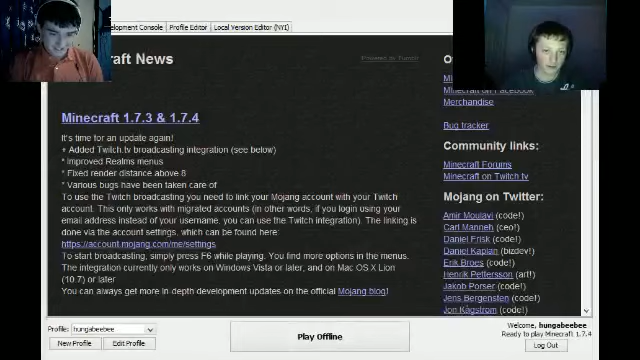 elopment Console | Profile Editor | Local Version Editor (NYI)
craft News
Powered by Tumblr
O
Minecraft 1.7.3 & 1.7.4
It's time for an update again!
+ Added Twitch.tv broadcasting integration (see below)
* Improved Realms menus
* Fixed render distance above 8
* Various bugs have been taken care of
To use the Twitch broadcasting you need to link your Mojang account with your Twitch
account. This only works with migrated accounts (in other words, if you login using your
email address instead of your username, you can use the Twitch integration). The linking is
done via the account settings, which can be found here:
https://account.mojang.com/me/settings
To start broadcasting, simply press F6 while playing. You find more options in the menus.
The integration currently only works on Windows Vista or later, and on Mac OS X Lion
(10.7) or later
You can always get more in-depth development updates on the official Mojang blog!
Minecraft on Facebook
Merchandise
Bug tracker
Community links:
Minecraft Forums
Minecraft on Twitch tv
Mojang on Twitter:
Amir Moulavi (code!)
Carl Manneh (ceo!)
Daniel Frisk (code!)
Daniel Kaplan (bizdev!)
Erik Broes (code!)
Henrik Pettersson (art!)
Jakob Porser (code!)
Jens Bergensten (code!)
Jon Kågström (code!)
Profile: hungabeebee
New Profile
Edit Profile
Play Offline
Welcome, hungabeebee
Ready to play Minecraft 1.7.4
Log Out